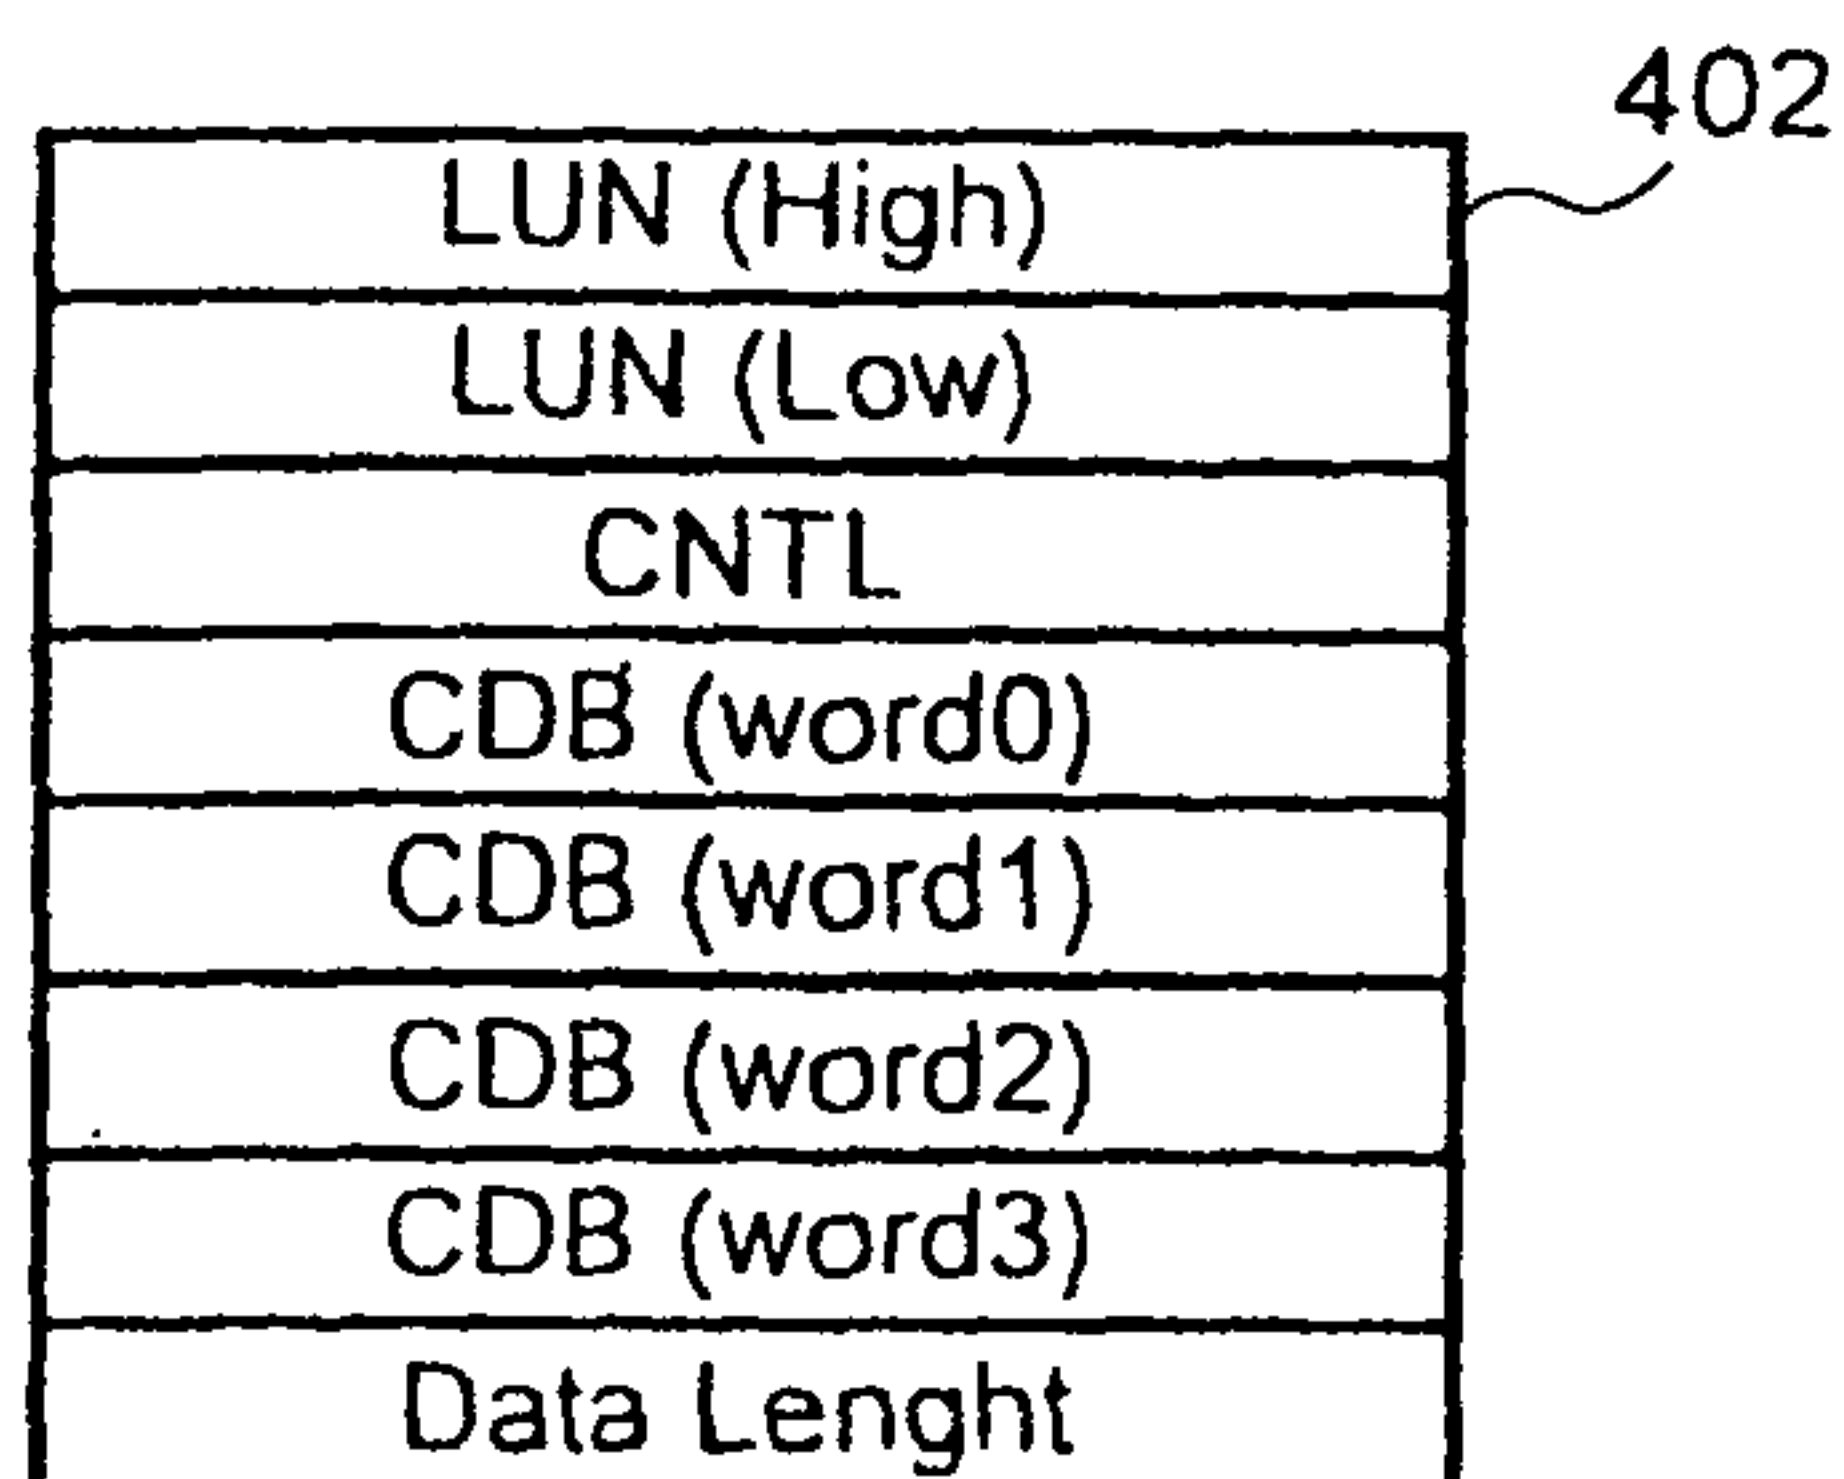 402
LUN (High)
LUN (Low)
CNTL
CDB (word0)
CDB (word1)
CDB (word2)
CDB (word3)
Data Lenght